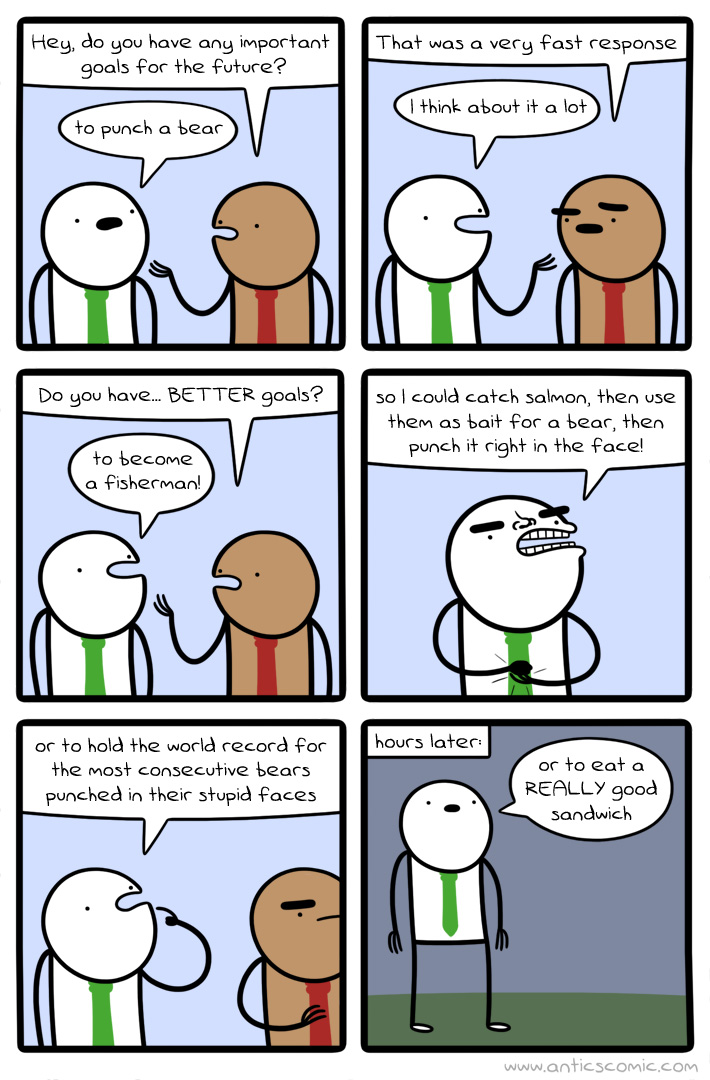 Hey, do you have any important
goals for the future?
to punch a bear
That was a very fast response
I think about it a lot
Do you have... BETTER goals?
to become
a fisherman!
so I could catch salmon, then use
them as bait for a bear, then
punch it right in the face!
or to hold the world record for
the most consecutive bears
punched in their stupid faces
hours later:
or to eat a
REALLY good
sandwich
www.anticscomic.com